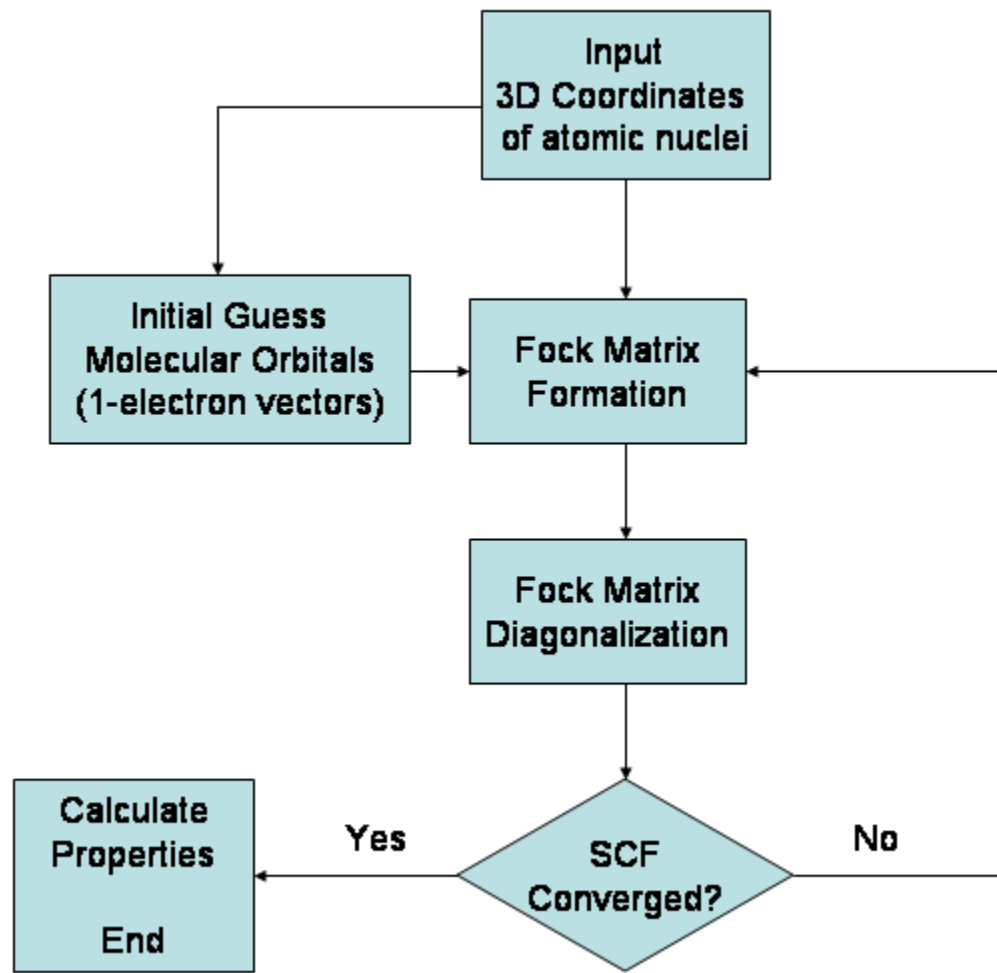 Input
3D Coordinates
of atomic nuclei
Initial Guess
Molecular Orbitals
(1-electron vectors)
Fock Matrix
Formation
Fock Matrix
Diagonalization
SCF
Converged?
Yes
No
Calculate
Properties
End